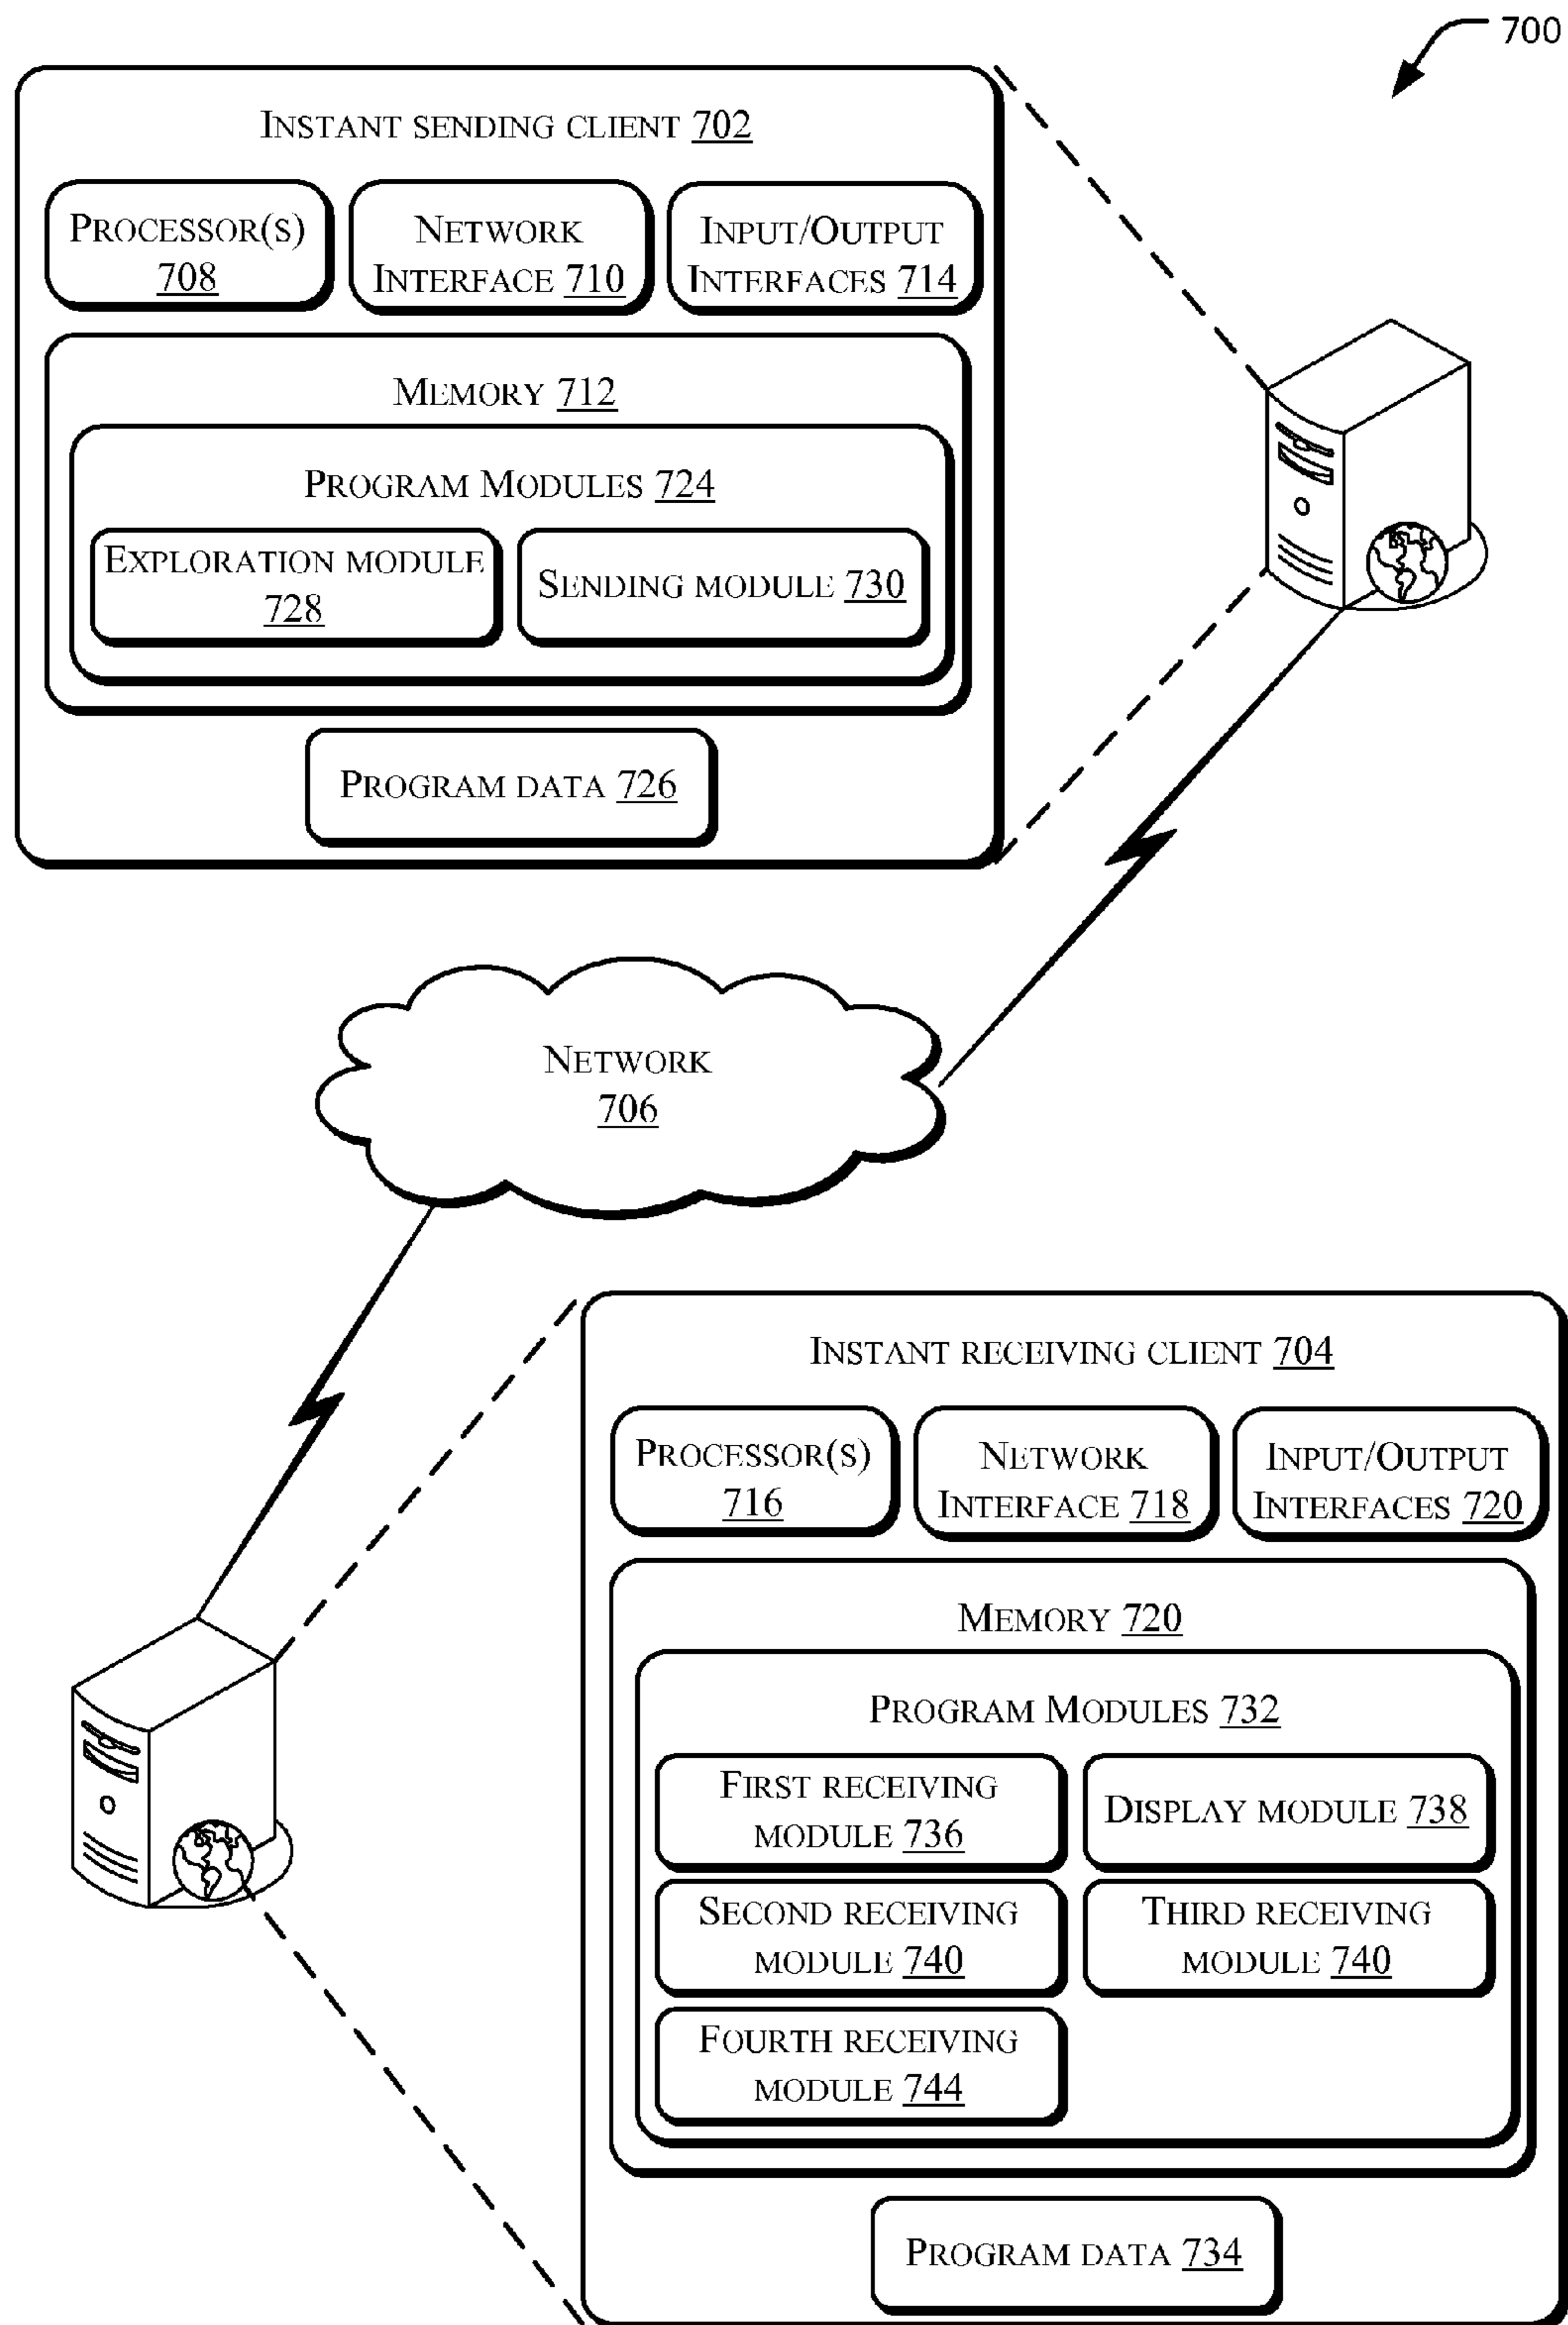 700
INSTANT SENDING CLIENT 702
PROCESSOR(S)
708
NETWORK
INTERFACE 710
INPUT/OUTPUT
INTERFACES 714
MEMORY 712
PROGRAM MODULES 724
EXPLORATION MODULE
728
SENDING MODULE 730
PROGRAM DATA 726
NETWORK
706
INSTANT RECEIVING CLIENT 704
PROCESSOR(S)
716
NETWORK
INTERFACE 718
INPUT/OUTPUT
INTERFACES 720
MEMORY 720
PROGRAM MODULES 732
FIRST RECEIVING
MODULE 736
DISPLAY MODULE 738
SECOND RECEIVING
MODULE 740
THIRD RECEIVING
MODULE 740
FOURTH RECEIVING
MODULE 744
PROGRAM DATA 734